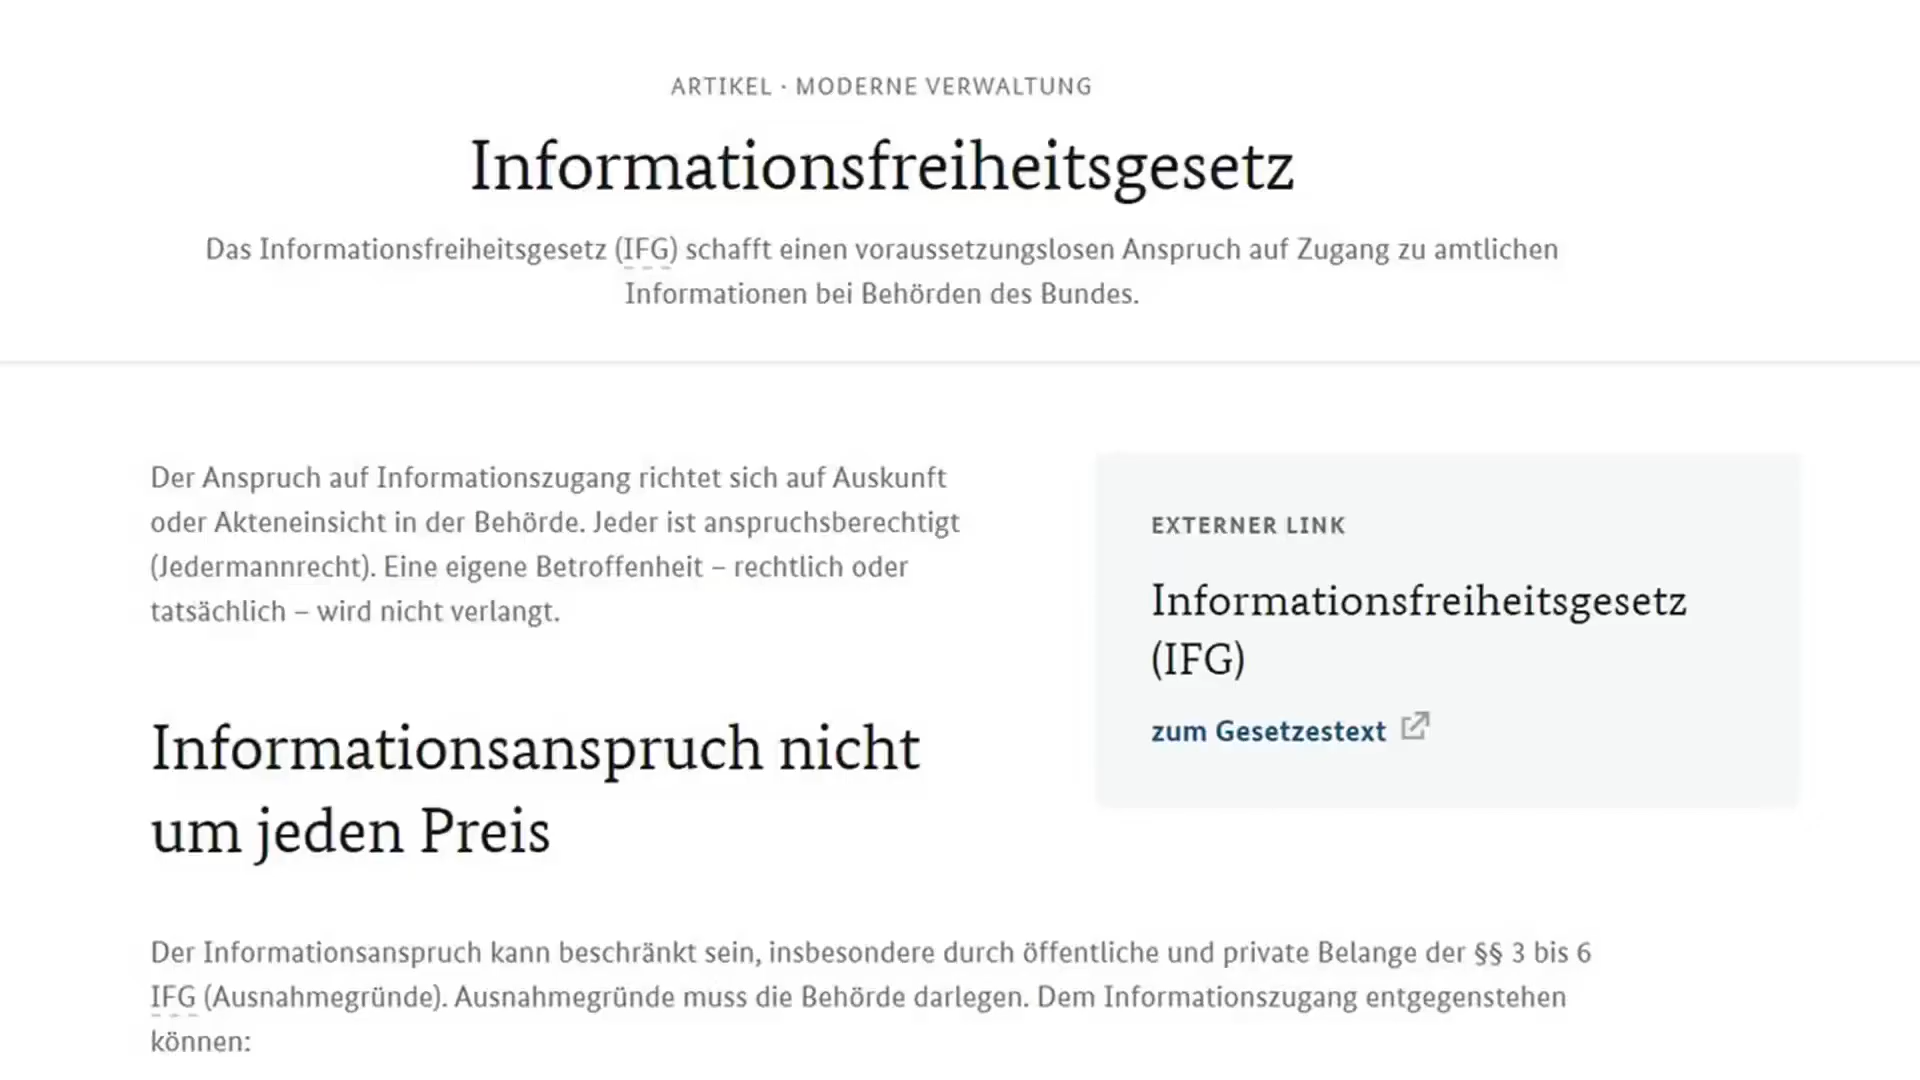 ARTIKEL · MODERNE VERWALTUNG
Informationsfreiheitsgesetz
Das Informationsfreiheitsgesetz (IFG) schafft einen voraussetzungslosen Anspruch auf Zugang zu amtlichen
Informationen bei Behörden des Bundes.
Der Anspruch auf Informationszugang richtet sich auf Auskunft
oder Akteneinsicht in der Behörde. Jeder ist anspruchsberechtigt
(Jedermannrecht). Eine eigene Betroffenheit – rechtlich oder
tatsächlich – wird nicht verlangt.
EXTERNER LINK
Informationsfreiheitsgesetz
(IFG)
zum Gesetzestext
Informationsanspruch nicht
um jeden Preis
Der Informationsanspruch kann beschränkt sein, insbesondere durch öffentliche und private Belange der §§ 3 bis 6
IFG (Ausnahmegründe). Ausnahmegründe muss die Behörde darlegen. Dem Informationszugang entgegenstehen
können: